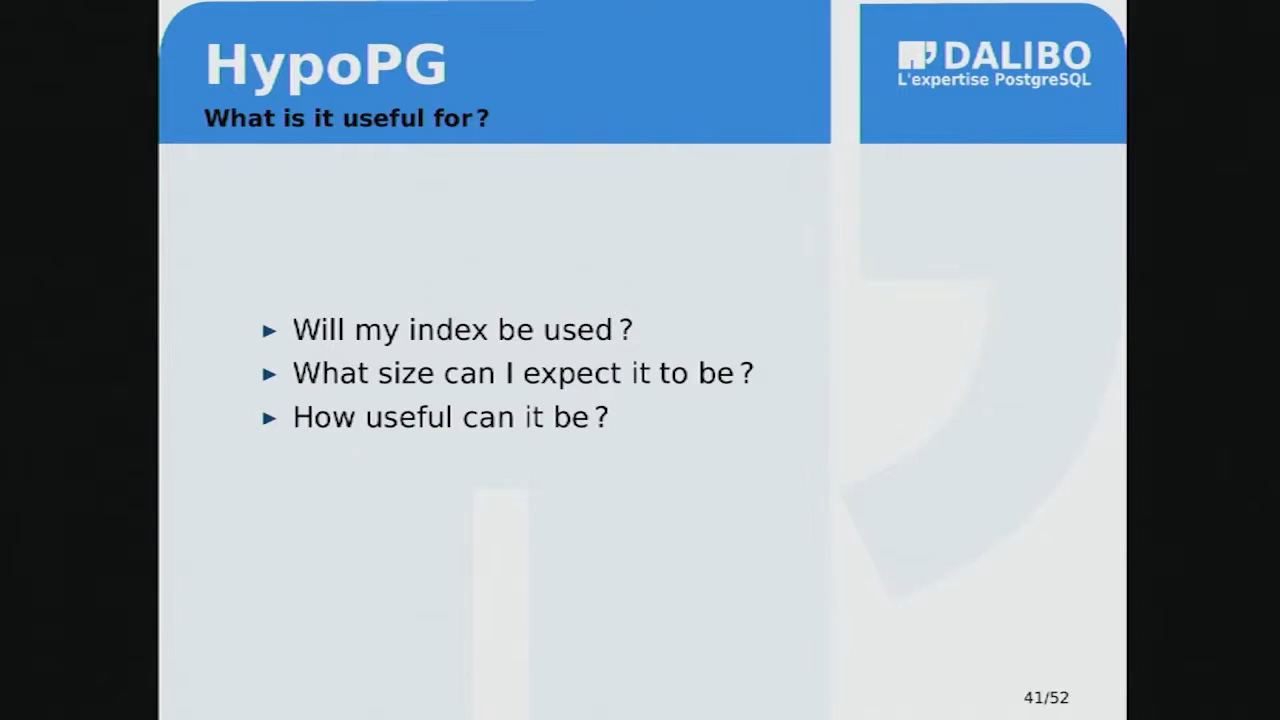 HypoPG
What is it useful for ?
DALIBO
L'expertise PostgreSQL
Will my index be used ?
What size can I expect it to be ?
How useful can it be ?
41/52